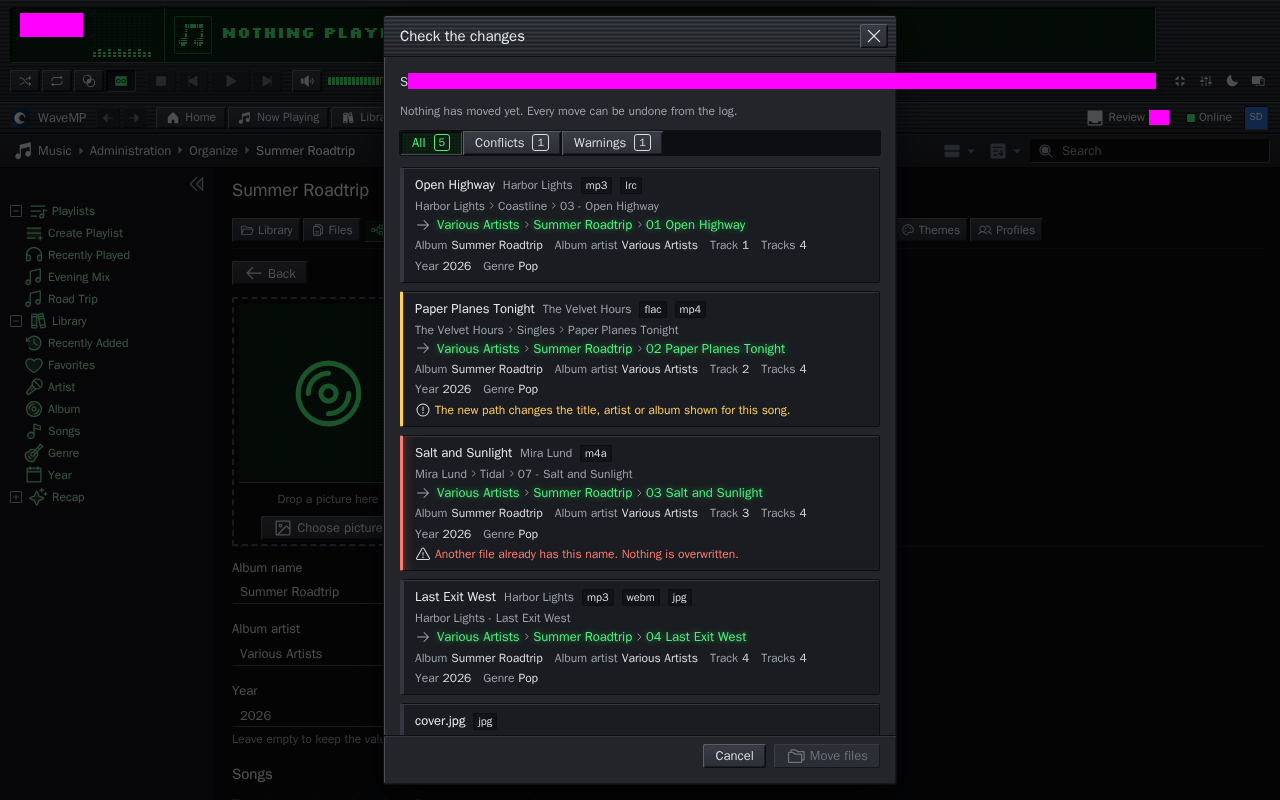 NOTHING PLAYI
Check the changes
S
Nothing has moved yet. Every move can be undone from the log.
WaveMP
Home
Now Playing
Libra
Review
Online
SD
All 5
Conflicts 1
Warnings 1
Music > Administration > Organize > Summer Roadtrip
Search
Playlists
Create Playlist
Recently Played
Evening Mix
Road Trip
Library
Recently Added
Favorites
Artist
Album
Songs
Genre
Year
Recap
Summer Roadtrip
Library
Files
Themes
Profiles
Back
Drop a picture here
Choose picture
Album name
Summer Roadtrip
Album artist
Various Artists
Year
2026
Leave empty to keep the valu
Songs
Open Highway Harbor Lights mp3 lrc
Harbor Lights > Coastline > 03 - Open Highway
→ Various Artists > Summer Roadtrip > 01 Open Highway
Album Summer Roadtrip Album artist Various Artists Track 1 Tracks 4
Year 2026 Genre Pop
Paper Planes Tonight The Velvet Hours flac mp4
The Velvet Hours > Singles > Paper Planes Tonight
→ Various Artists > Summer Roadtrip > 02 Paper Planes Tonight
Album Summer Roadtrip Album artist Various Artists Track 2 Tracks 4
Year 2026 Genre Pop
The new path changes the title, artist or album shown for this song.
Salt and Sunlight Mira Lund m4a
Mira Lund > Tidal > 07 - Salt and Sunlight
→ Various Artists > Summer Roadtrip > 03 Salt and Sunlight
Album Summer Roadtrip Album artist Various Artists Track 3 Tracks 4
Year 2026 Genre Pop
Another file already has this name. Nothing is overwritten.
Last Exit West Harbor Lights mp3 webm jpg
Harbor Lights - Last Exit West
→ Various Artists > Summer Roadtrip > 04 Last Exit West
Album Summer Roadtrip Album artist Various Artists Track 4 Tracks 4
Year 2026 Genre Pop
cover.jpg jpg
Cancel
Move files